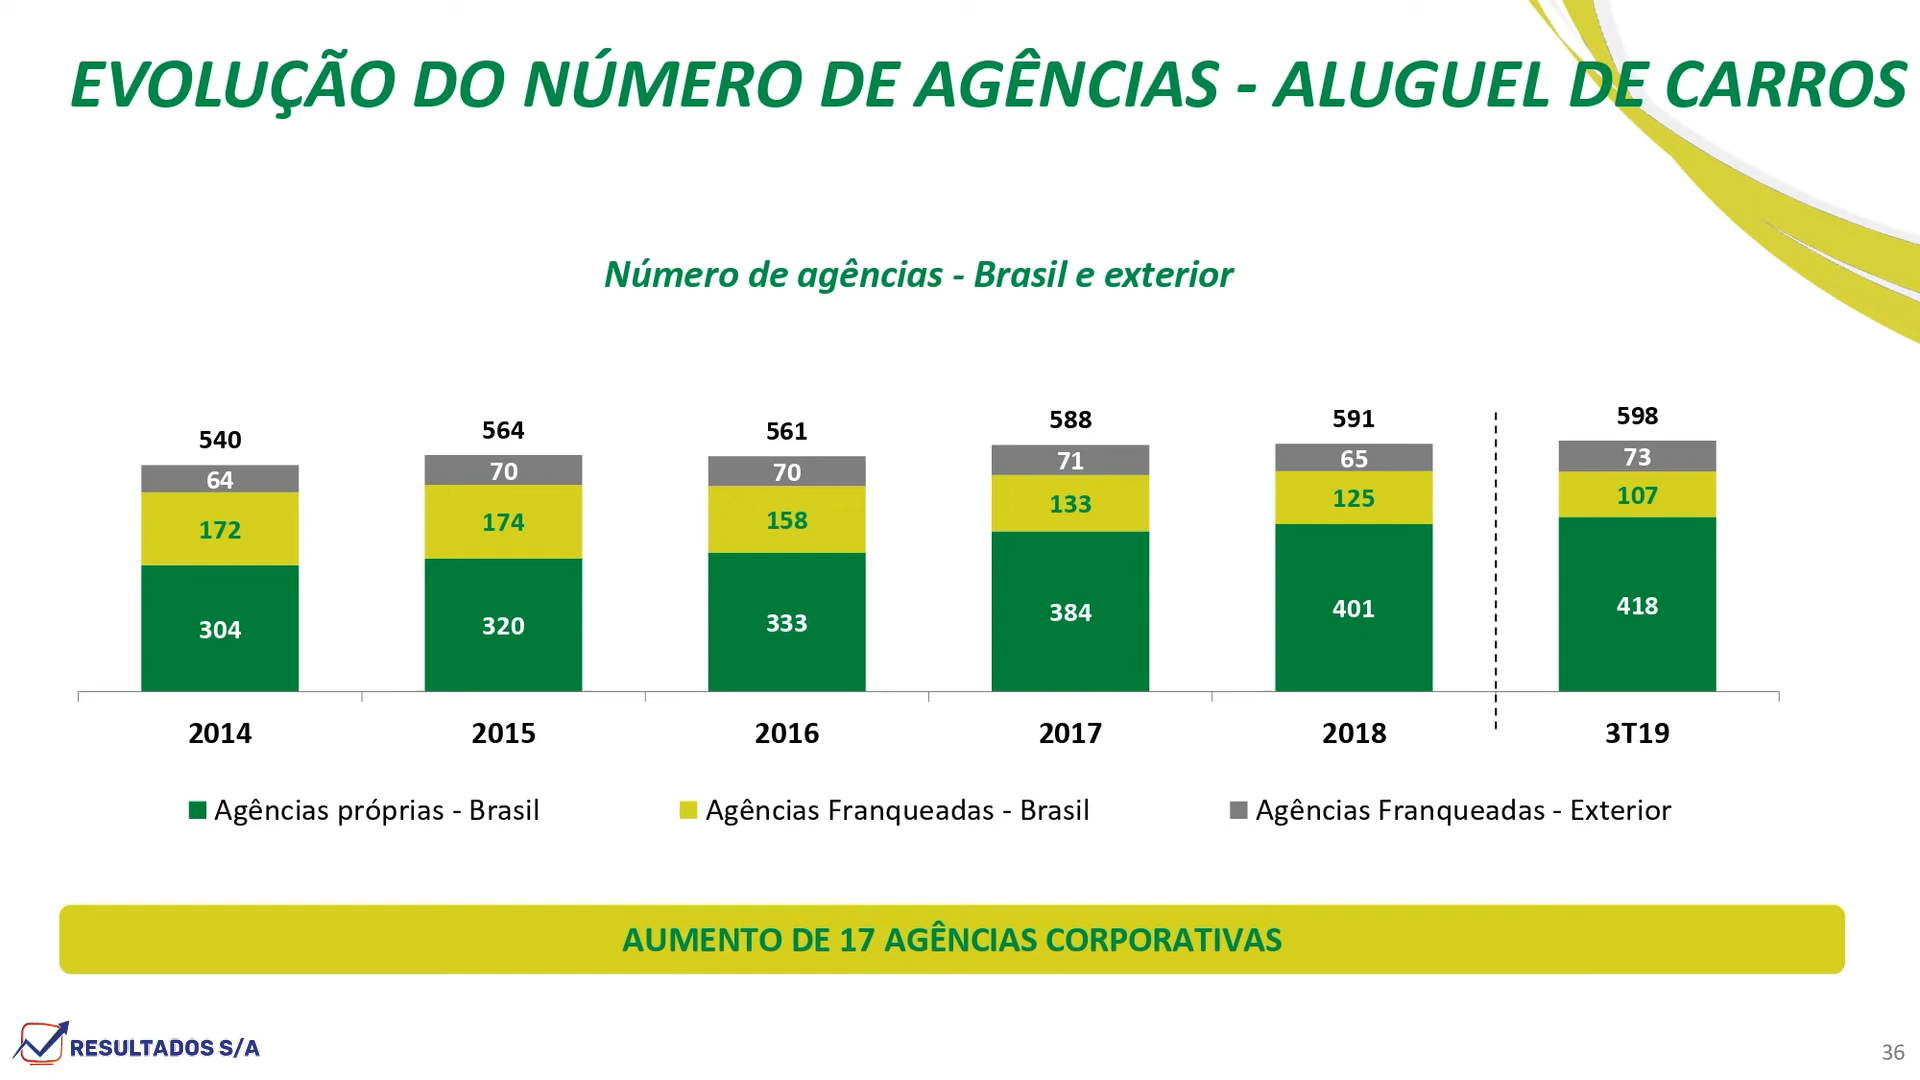 EVOLUÇÃO DO NÚMERO DE AGÊNCIAS - ALUGUEL DE CARROS
Número de agências - Brasil e exterior
540 564 561 588 591 598
64 70 70 71 65 73
172 174 158 133 125 107
304 320 333 384 401 418
2014 2015 2016 2017 2018 3T19
Agências próprias - Brasil Agências Franqueadas - Brasil Agências Franqueadas - Exterior
AUMENTO DE 17 AGÊNCIAS CORPORATIVAS
RESULTADOS S/A
36